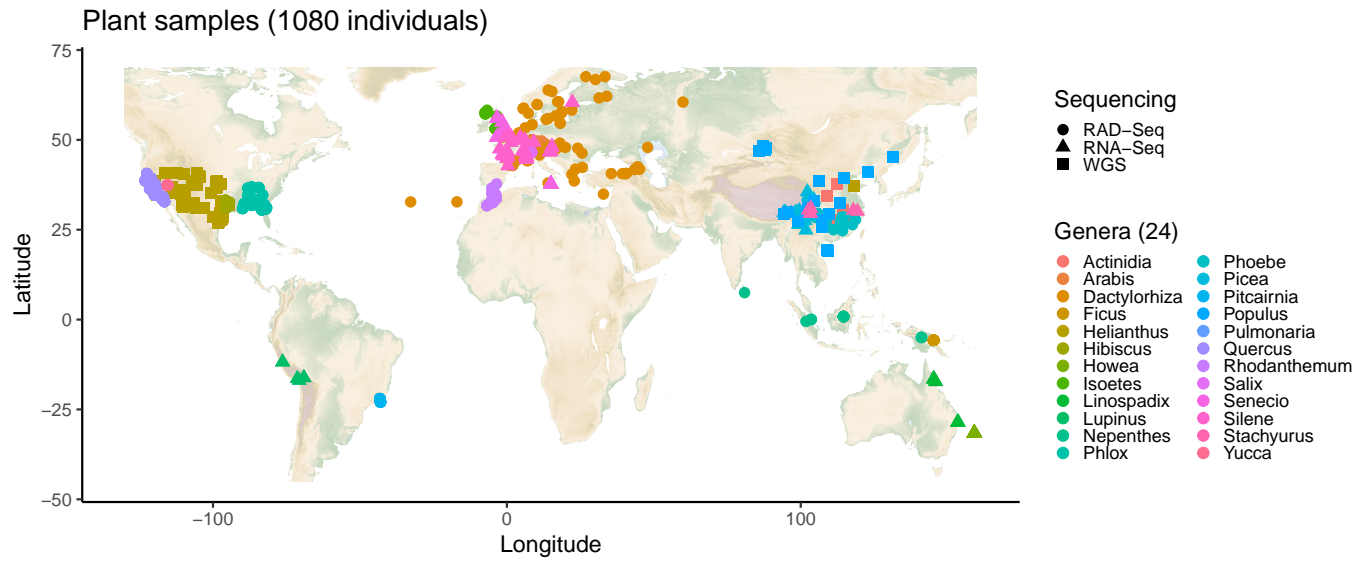 Plant samples (1080 individuals)
75
50
25
0
−25
−50
Latitude
−100
0
100
Longitude
Sequencing
RAD−Seq
RNA−Seq
WGS
Genera (24)
Actinidia
Arabis
Dactylorhiza
Ficus
Helianthus
Hibiscus
Howea
Isoetes
Linospadix
Lupinus
Nepenthes
Phlox
Phoebe
Picea
Pitcairnia
Populus
Pulmonaria
Quercus
Rhodanthemum
Salix
Senecio
Silene
Stachyurus
Yucca